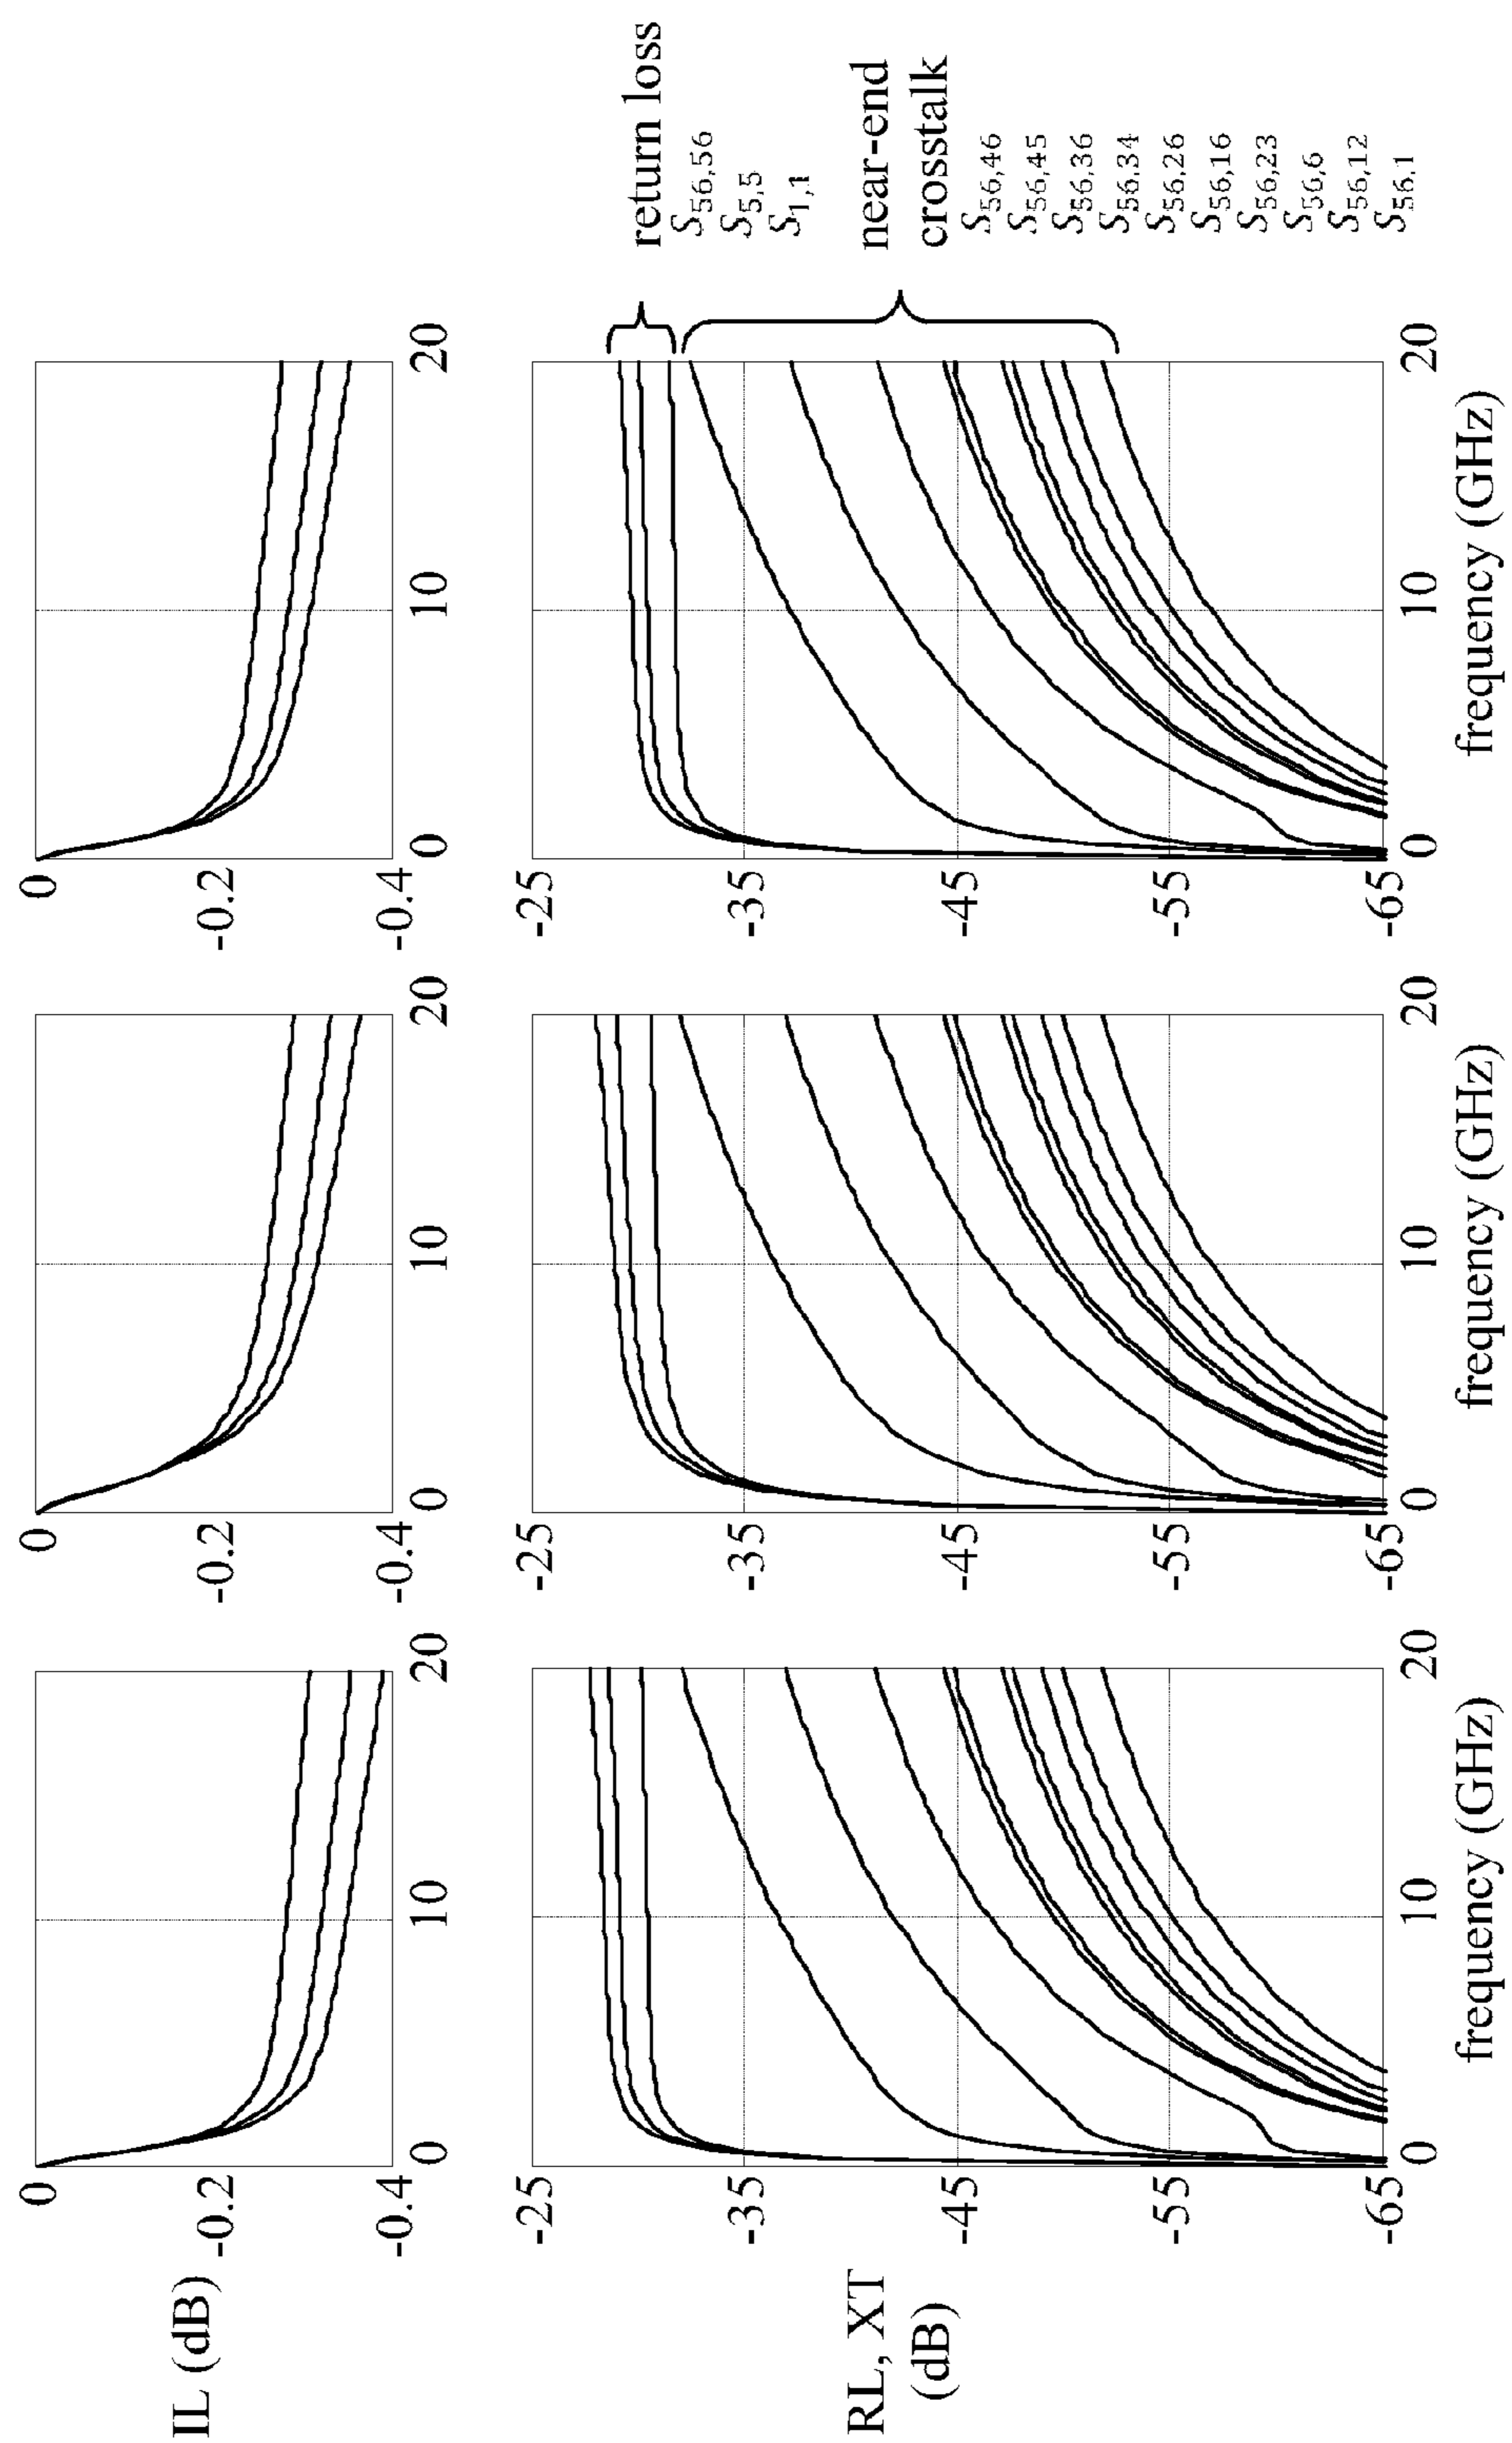 IL (dB)
0
-0.2
-0.4
0
10
20
0
-0.2
-0.4
0
10
20
0
-0.2
-0.4
0
10
20
RL, XT
(dB)
-25
-35
-45
-55
-65
0
10
20
frequency (GHz)
-25
-35
-45
-55
-65
0
10
20
frequency (GHz)
-25
-35
-45
-55
-65
0
10
20
frequency (GHz)
return loss
S56,56
S5,5
S1,1
near-end
crosstalk
S56,46
S56,45
S56,36
S56,34
S56,26
S56,16
S56,23
S56,6
S56,12
S56,1